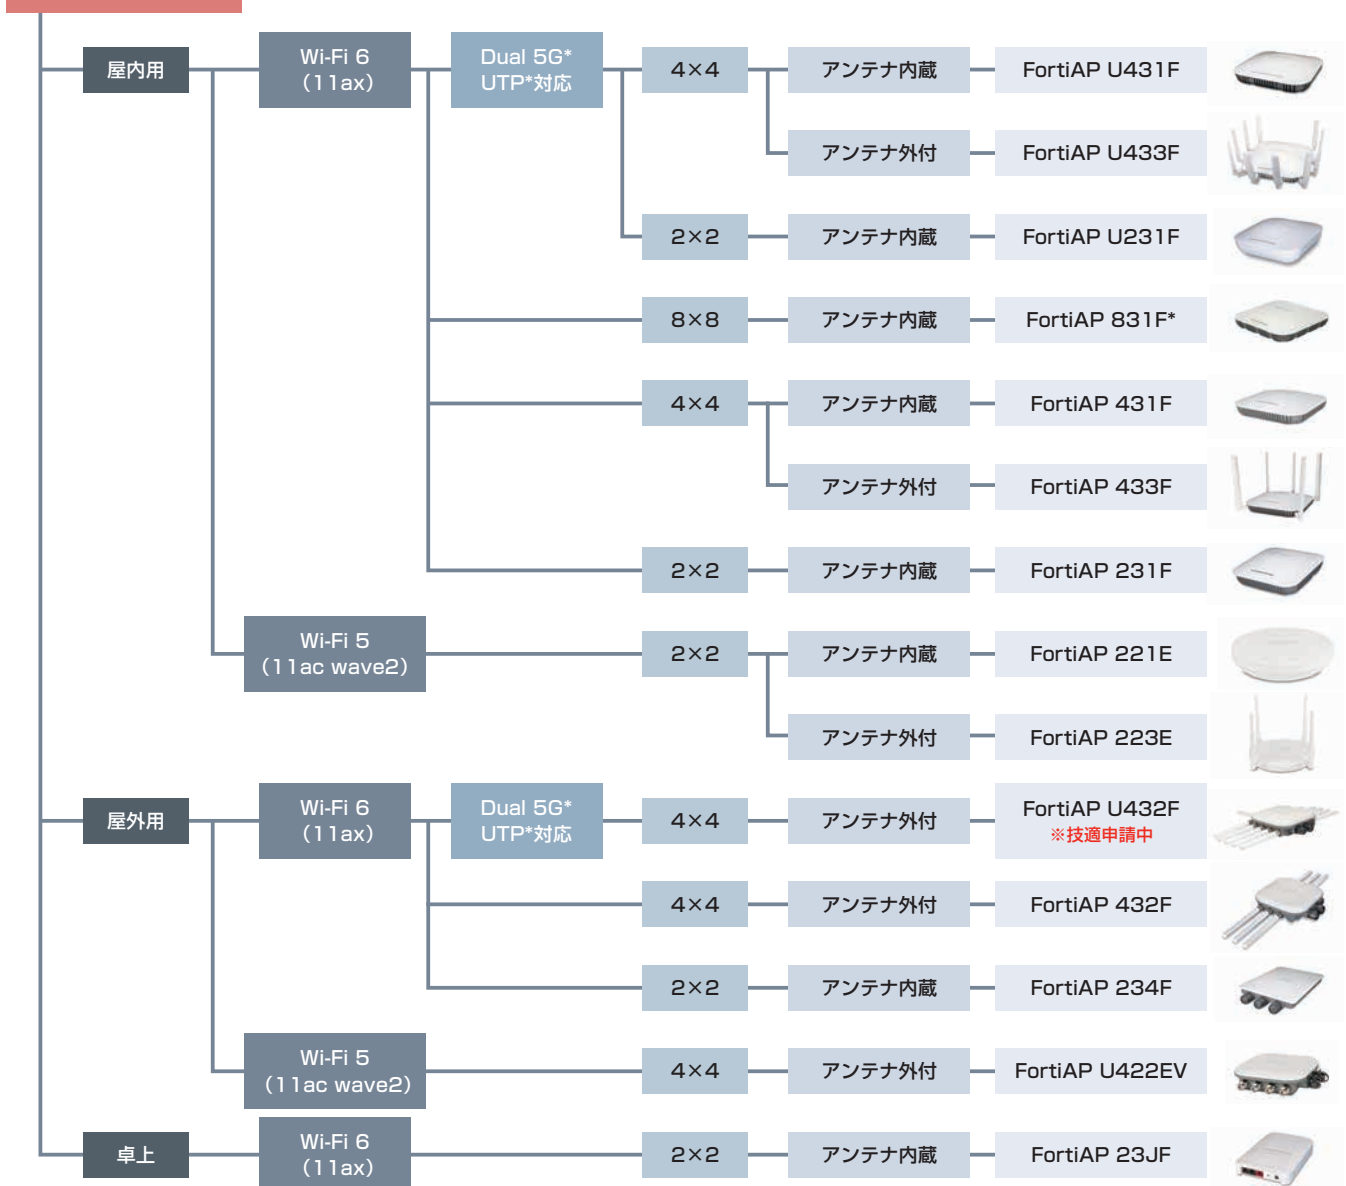 屋内用
Wi-Fi 6
（11ax）
Dual 5G*
UTP*対応
4×4
アンテナ内蔵
FortiAP U431F
アンテナ外付
FortiAP U433F
2×2
アンテナ内蔵
FortiAP U231F
8×8
アンテナ内蔵
FortiAP 831F*
4×4
アンテナ内蔵
FortiAP 431F
アンテナ外付
FortiAP 433F
2×2
アンテナ内蔵
FortiAP 231F
Wi-Fi 5
（11ac wave2）
2×2
アンテナ内蔵
FortiAP 221E
アンテナ外付
FortiAP 223E
屋外用
Wi-Fi 6
（11ax）
Dual 5G*
UTP*対応
4×4
アンテナ外付
FortiAP U432F
※技適申請中
4×4
アンテナ外付
FortiAP 432F
2×2
アンテナ内蔵
FortiAP 234F
Wi-Fi 5
（11ac wave2）
4×4
アンテナ外付
FortiAP U422EV
卓上
Wi-Fi 6
（11ax）
2×2
アンテナ内蔵
FortiAP 23JF